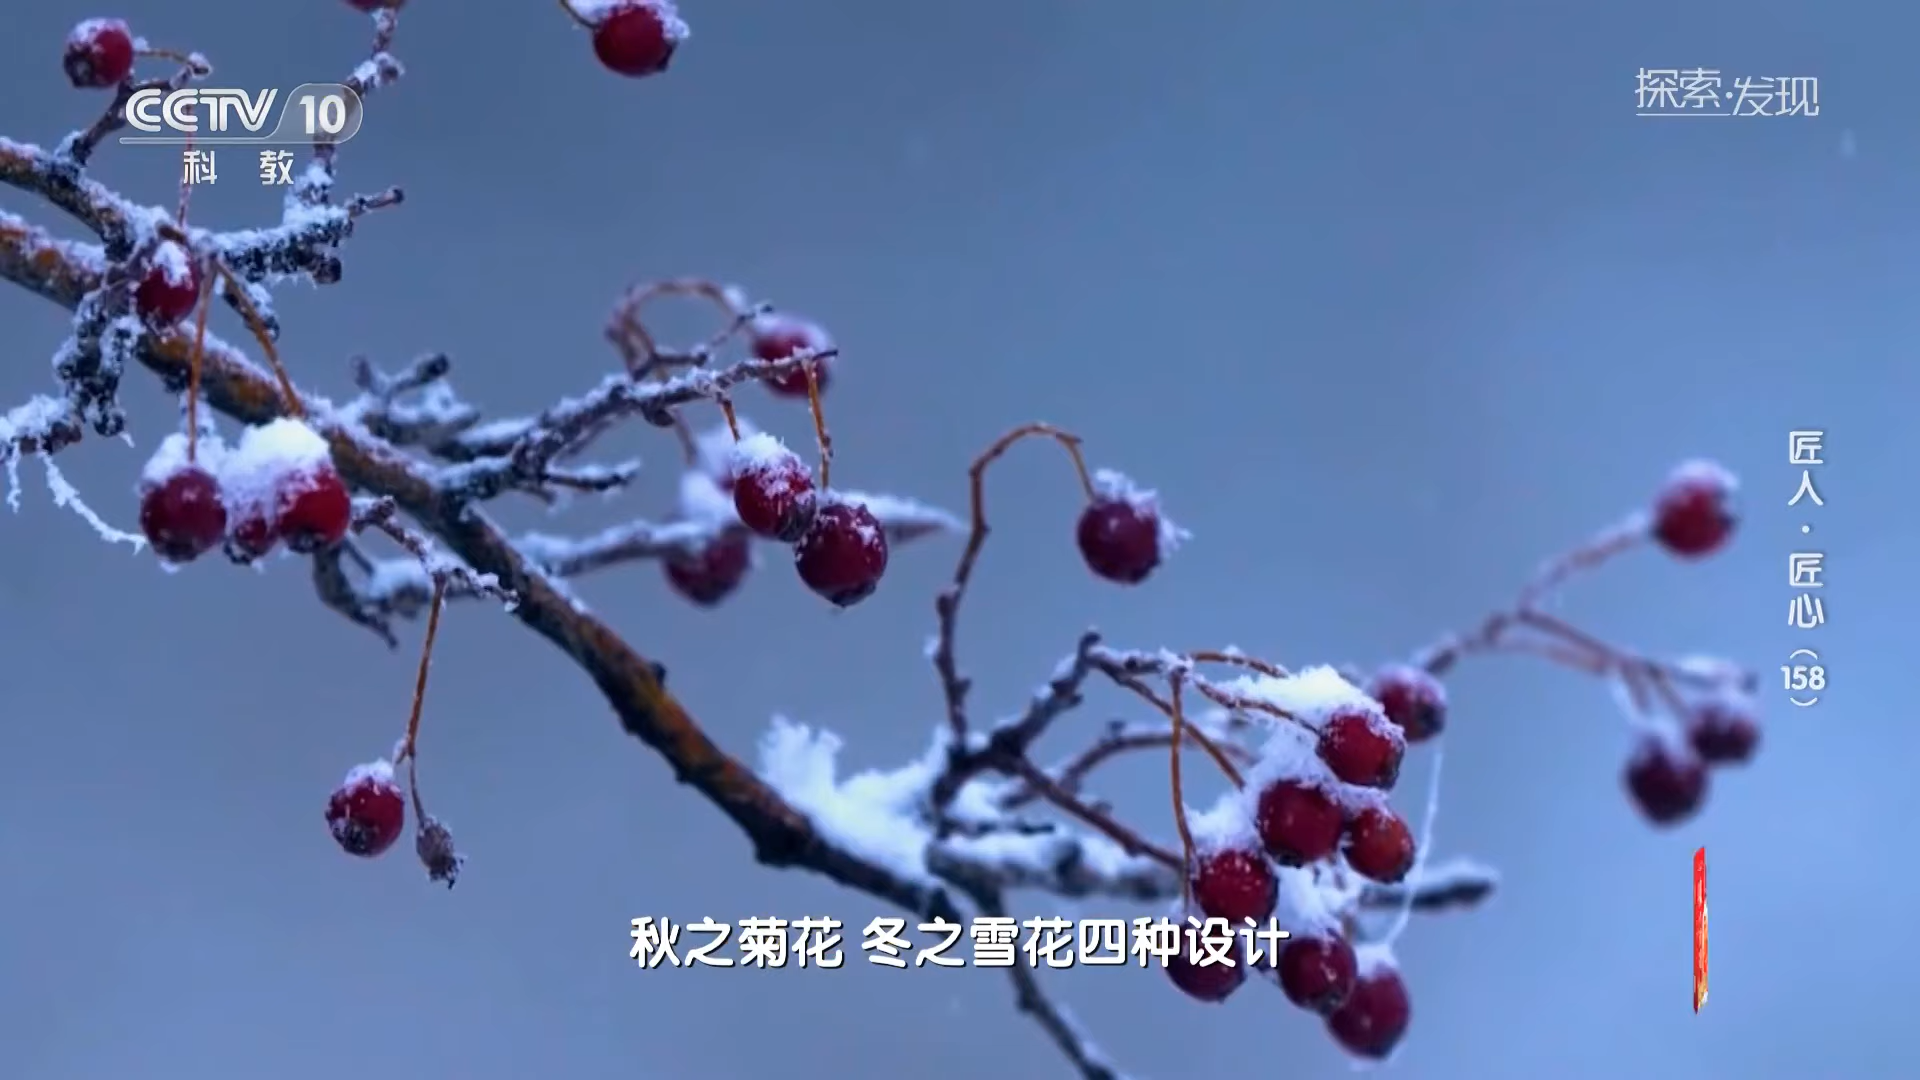 CCTV 10
科 教
探索·发现
匠人·匠心（158）
秋之菊花 冬之雪花四种设计